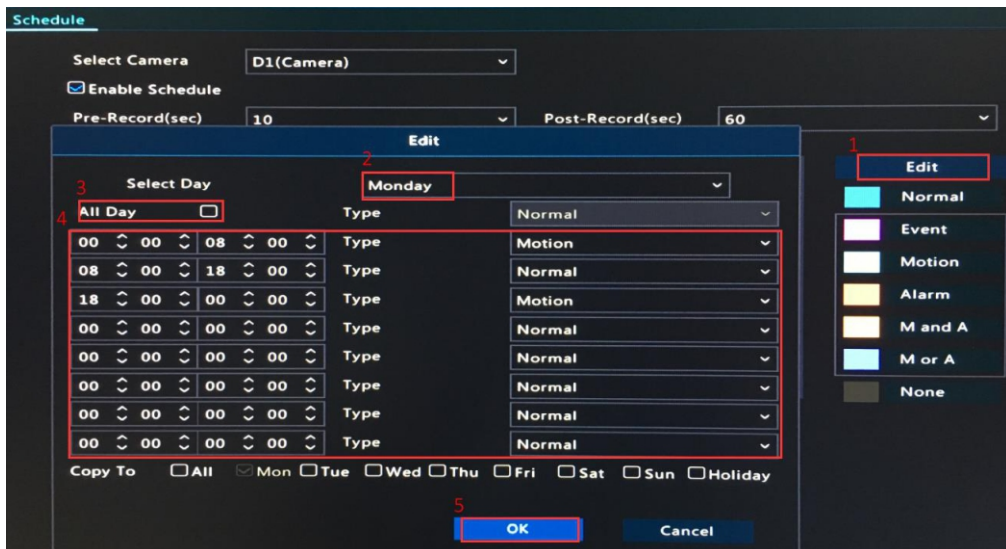 Schedule
Select Camera D1(Camera)
Enable Schedule
Pre-Record(sec) 10 Post-Record(sec) 60
Edit
1
Edit
2
Select Day Monday
3
All Day Type Normal
4
00 00 08 00 Type Motion
08 00 18 00 Type Normal
18 00 00 00 Type Motion
00 00 00 00 Type Normal
00 00 00 00 Type Normal
00 00 00 00 Type Normal
00 00 00 00 Type Normal
00 00 00 00 Type Normal
Normal
Event
Motion
Alarm
M and A
M or A
None
Copy To All Mon Tue Wed Thu Fri Sat Sun Holiday
5
OK Cancel